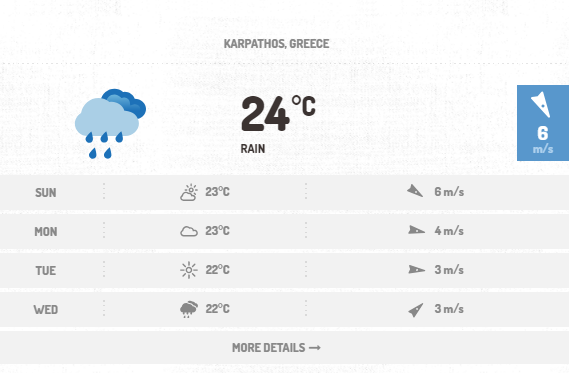 KARPATHOS, GREECE
24°C
RAIN
6
m/s
SUN 23°C 6 m/s
MON 23°C 4 m/s
TUE 22°C 3 m/s
WED 22°C 3 m/s
MORE DETAILS →